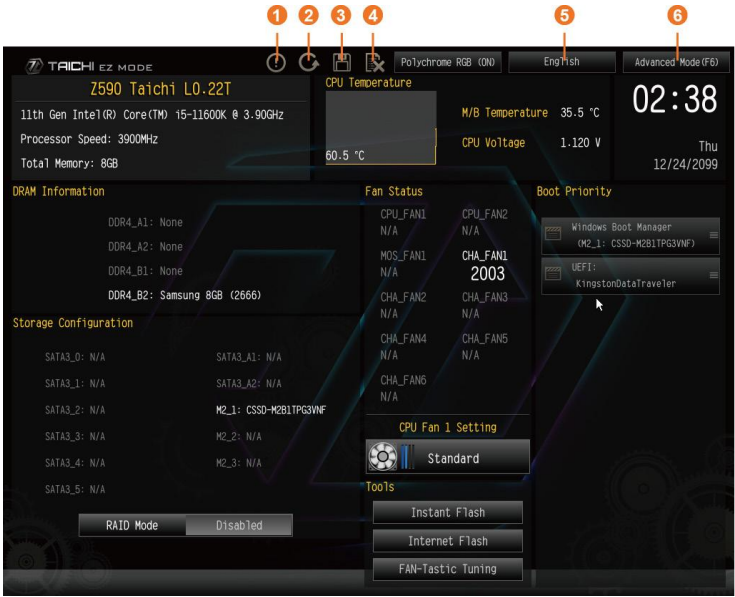 1 2 3 4 5 6
TAICHI EZ MODE
Polychrome RGB (ON)
English
Advanced Mode(F6)
Z590 Taichi L0.22T
11th Gen Intel(R) Core(TM) i5-11600K @ 3.90GHz
Processor Speed: 3900MHz
Total Memory: 8GB
CPU Temperature
60.5 °C
M/B Temperature 35.5 °C
CPU Voltage 1.120 V
02:38
Thu
12/24/2099
DRAM Information
DDR4_A1: None
DDR4_A2: None
DDR4_B1: None
DDR4_B2: Samsung 8GB (2666)
Storage Configuration
SATA3_0: N/A
SATA3_A1: N/A
SATA3_1: N/A
SATA3_A2: N/A
SATA3_2: N/A
M2_1: CSSD-M2B1TPG3VNF
SATA3_3: N/A
M2_2: N/A
SATA3_4: N/A
M2_3: N/A
SATA3_5: N/A
RAID Mode
Disabled
Fan Status
CPU_FAN1
CPU_FAN2
N/A
N/A
MOS_FAN1
CHA_FAN1
N/A
2003
CHA_FAN2
CHA_FAN3
N/A
N/A
CHA_FAN4
CHA_FAN5
N/A
N/A
CHA_FAN6
N/A
CPU Fan 1 Setting
Standard
Tools
Instant Flash
Internet Flash
FAN-Tastic Tuning
Boot Priority
Windows Boot Manager
(M2_1: CSSD-M2B1TPG3VNF)
UEFI:
KingstonDataTraveler